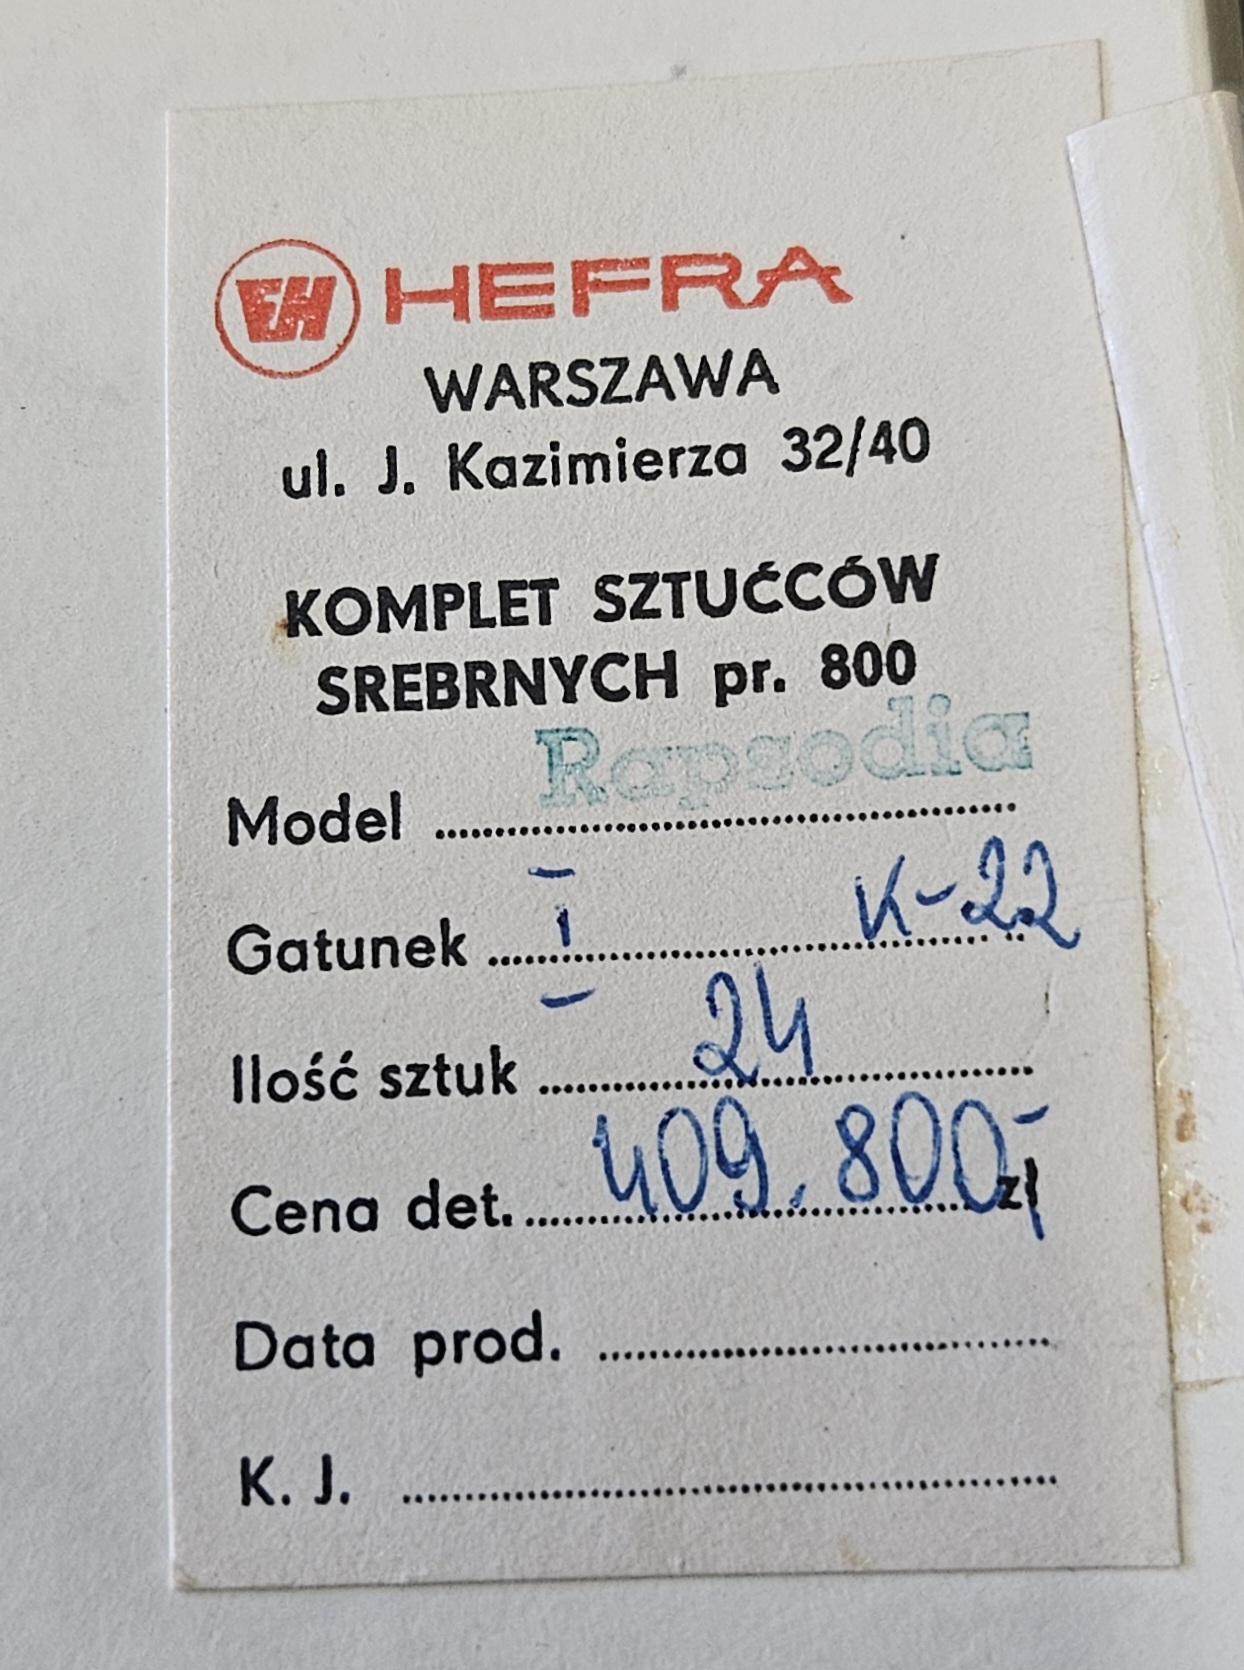 FH HEFRA
WARSZAWA
ul. J. Kazimierza 32/40
KOMPLET SZTUĆCÓW
SREBRNYCH pr. 800
Model Rapsodia
Gatunek I K-22
Ilość sztuk 24
Cena det. 409.800,- zł
Data prod.
K. J.